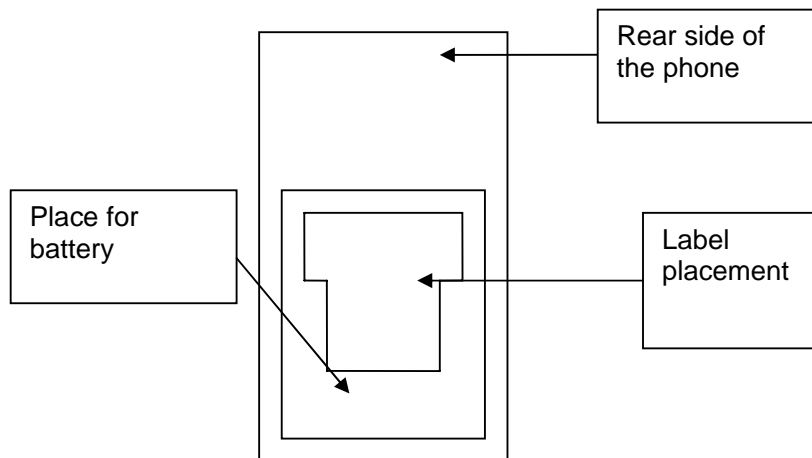 Rear side of
the phone
Place for
battery
Label
placement